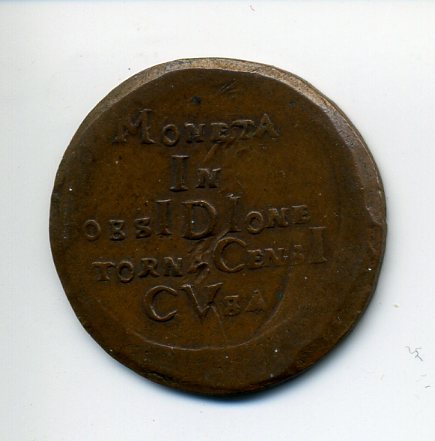 MONETA
IN
OBSIDIONE
TORNACENSI
CVSA